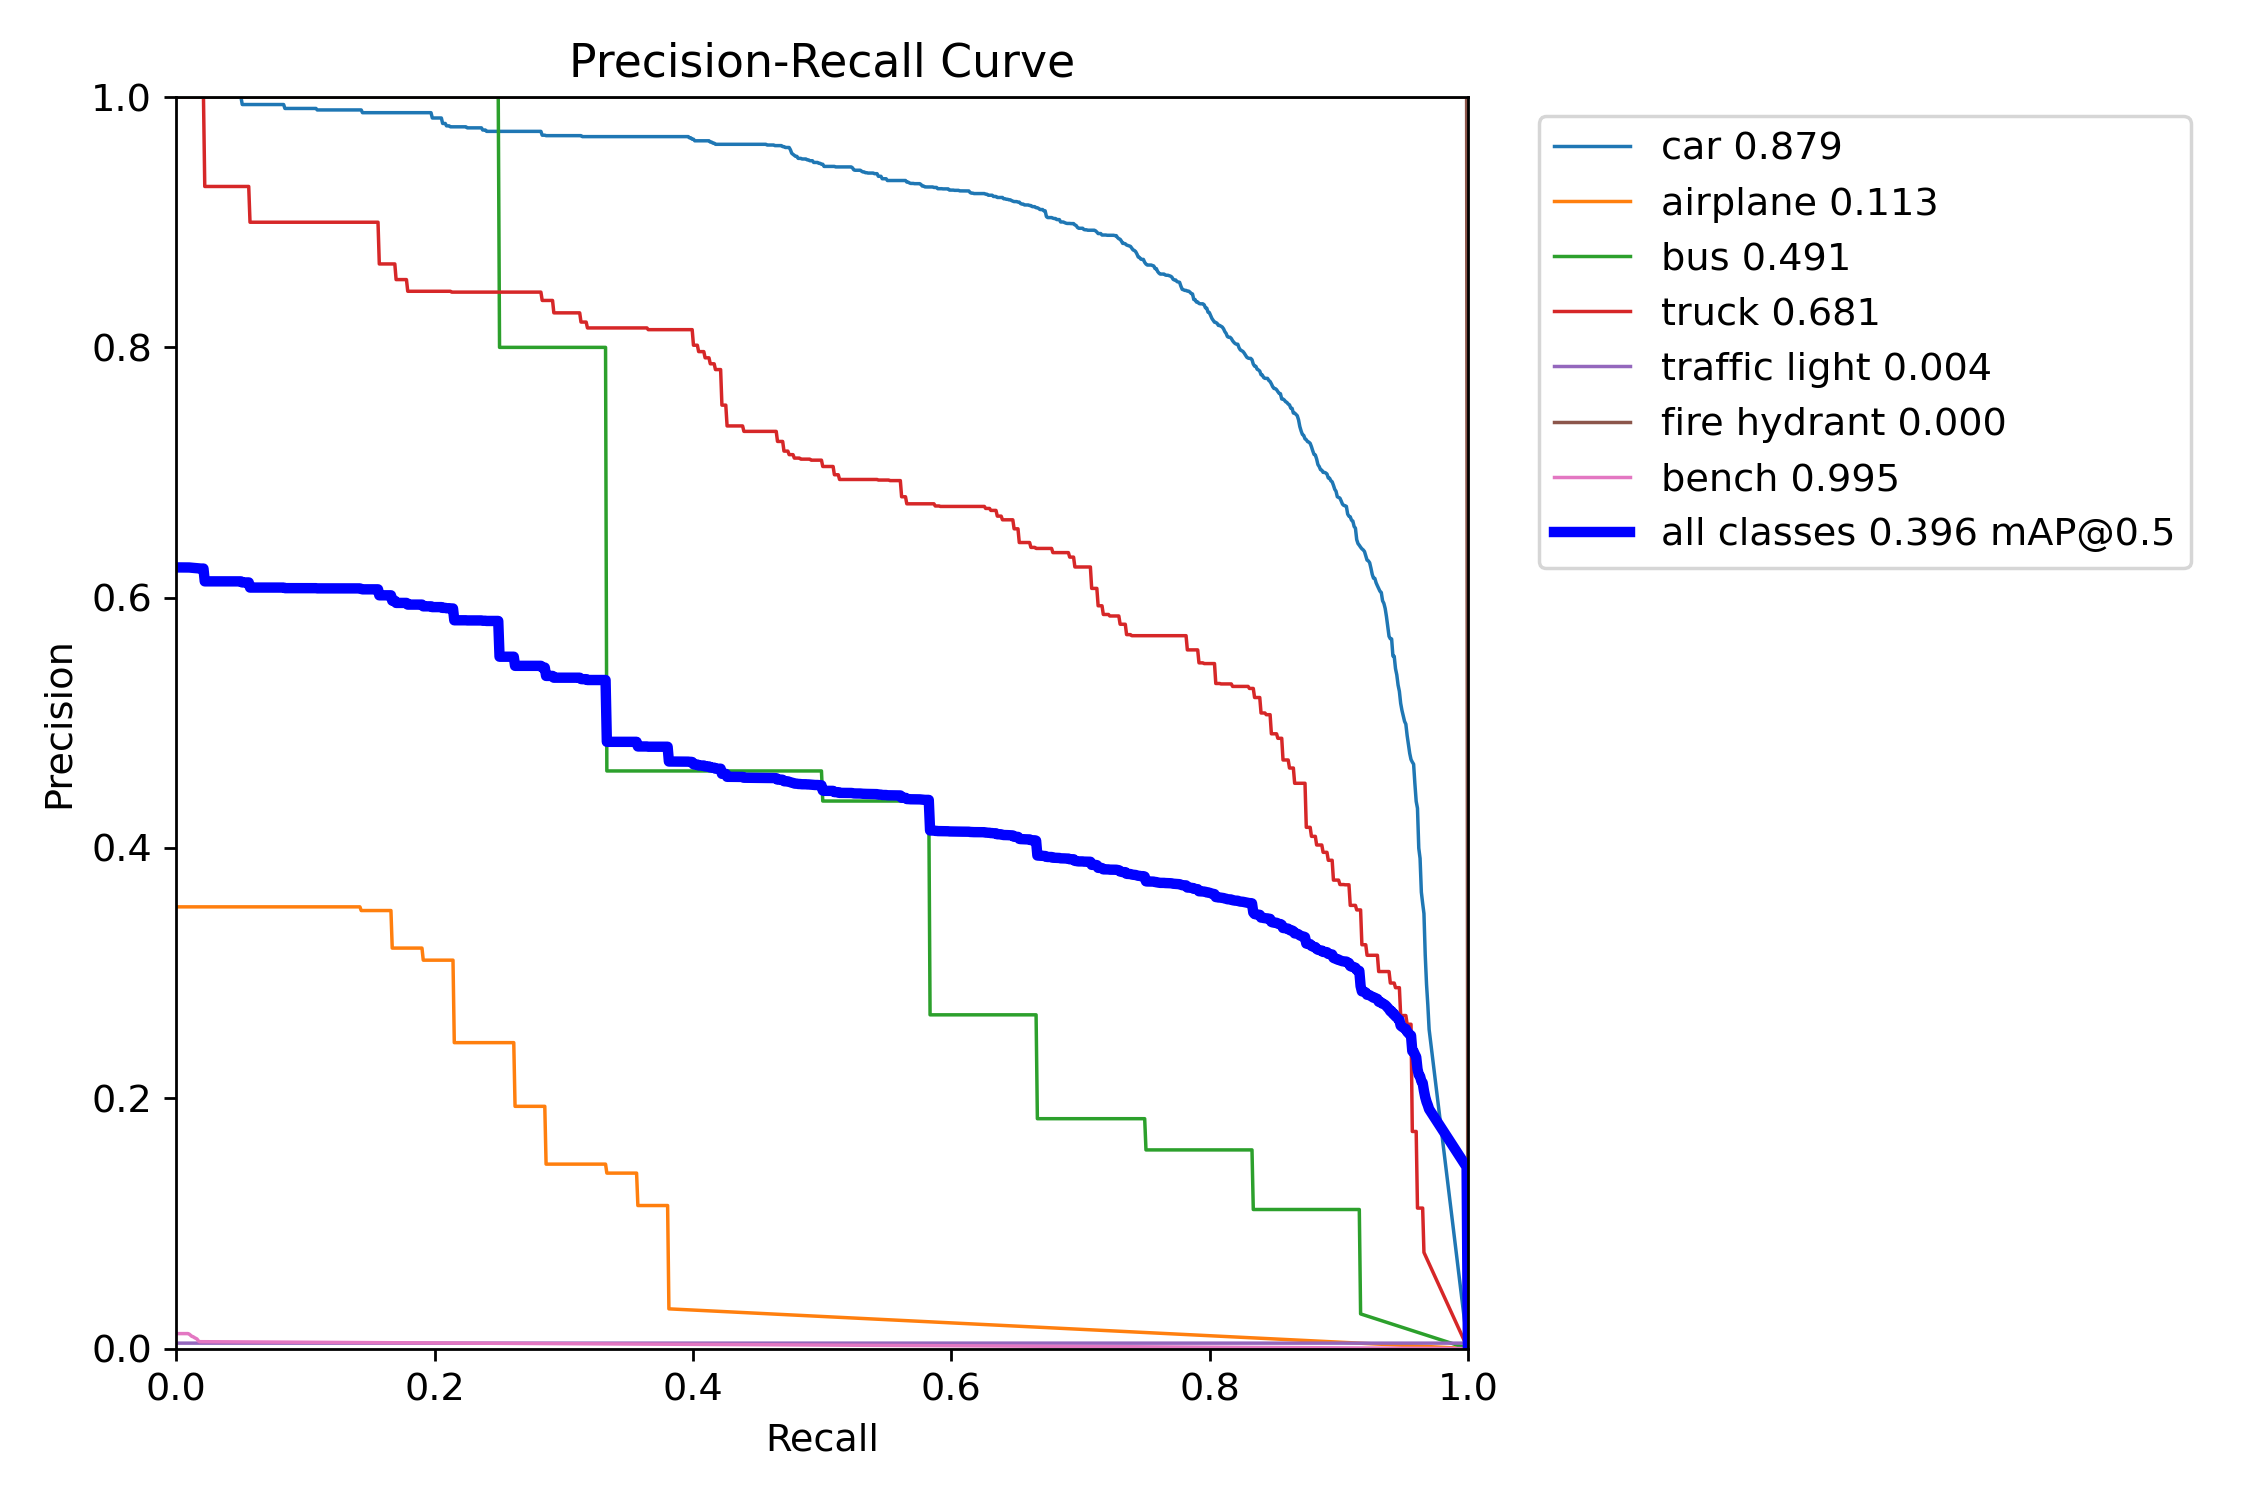 Precision-Recall Curve
1.0
0.8
0.6
0.4
0.2
0.0
Precision
0.0 0.2 0.4 0.6 0.8 1.0
Recall
car 0.879
airplane 0.113
bus 0.491
truck 0.681
traffic light 0.004
fire hydrant 0.000
bench 0.995
all classes 0.396 mAP@0.5